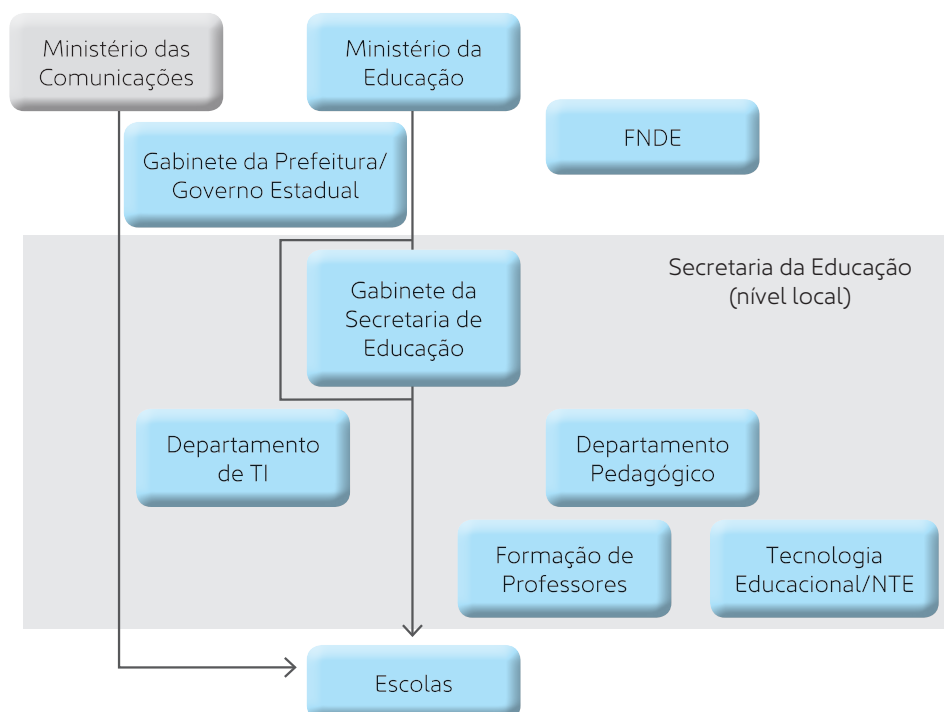 Ministério das
Comunicações
Ministério da
Educação
FNDE
Gabinete da Prefeitura/
Governo Estadual
Secretaria da Educação
(nível local)
Gabinete da
Secretaria de
Educação
Departamento
de TI
Departamento
Pedagógico
Formação de
Professores
Tecnologia
Educacional/NTE
Escolas